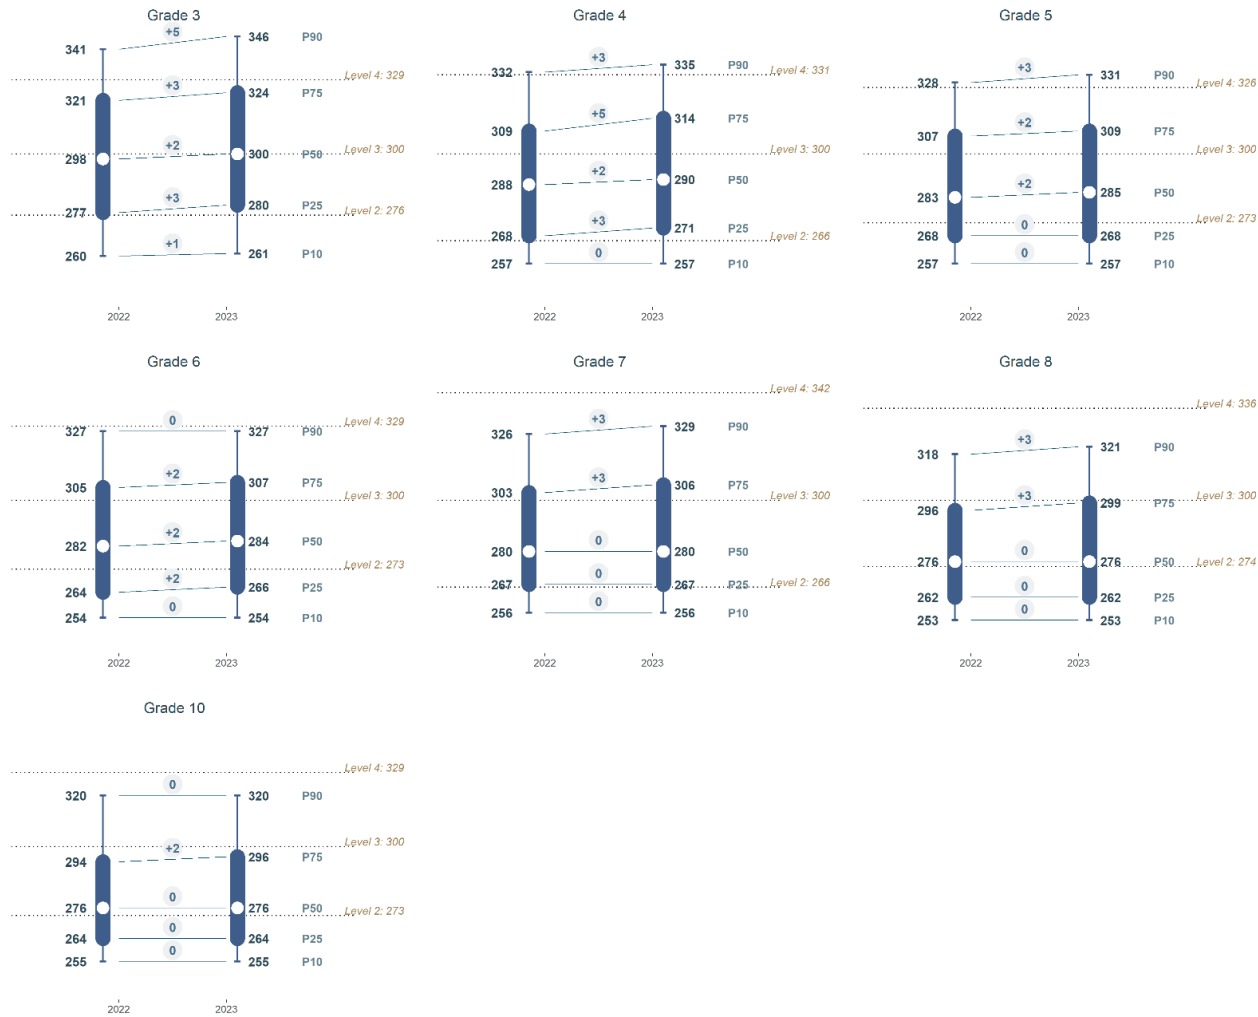 Grade 3
+5
341 346 P90
Level 4: 329
+3
321 324 P75
+2
298 300 P50 Level 3: 300
+3
277 280 P25 Level 2: 276
+1
260 261 P10
2022 2023
Grade 4
+3
332 335 P90
Level 4: 331
+5
309 314 P75
Level 3: 300
+2
288 290 P50
+3
268 271 P25 Level 2: 266
0
257 257 P10
2022 2023
Grade 5
+3
328 331 P90 Level 4: 326
+2
307 309 P75
Level 3: 300
+2
283 285 P50
Level 2: 273
0
268 268 P25
0
257 257 P10
2022 2023
Grade 6
0
327 327 P90 Level 4: 329
+2
305 307 P75
Level 3: 300
+2
282 284 P50
Level 2: 273
+2
264 266 P25
0
254 254 P10
2022 2023
Grade 7
Level 4: 342
+3
326 329 P90
+3
303 306 P75 Level 3: 300
0
280 280 P50
0
267 267 P25 Level 2: 266
0
256 256 P10
2022 2023
Grade 8
Level 4: 336
+3
318 321 P90
+3
296 299 P75 Level 3: 300
0
276 276 P50 Level 2: 274
0
262 262 P25
0
253 253 P10
2022 2023
Grade 10
Level 4: 329
0
320 320 P90
Level 3: 300
+2
294 296 P75
0
276 276 P50 Level 2: 273
0
264 264 P25
0
255 255 P10
2022 2023